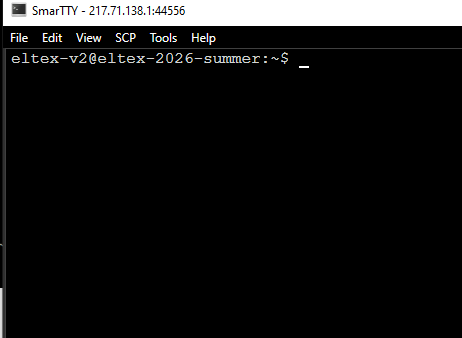 SmarTTY - 217.71.138.1:44556
File Edit View SCP Tools Help
eltex-v2@eltex-2026-summer:~$ _